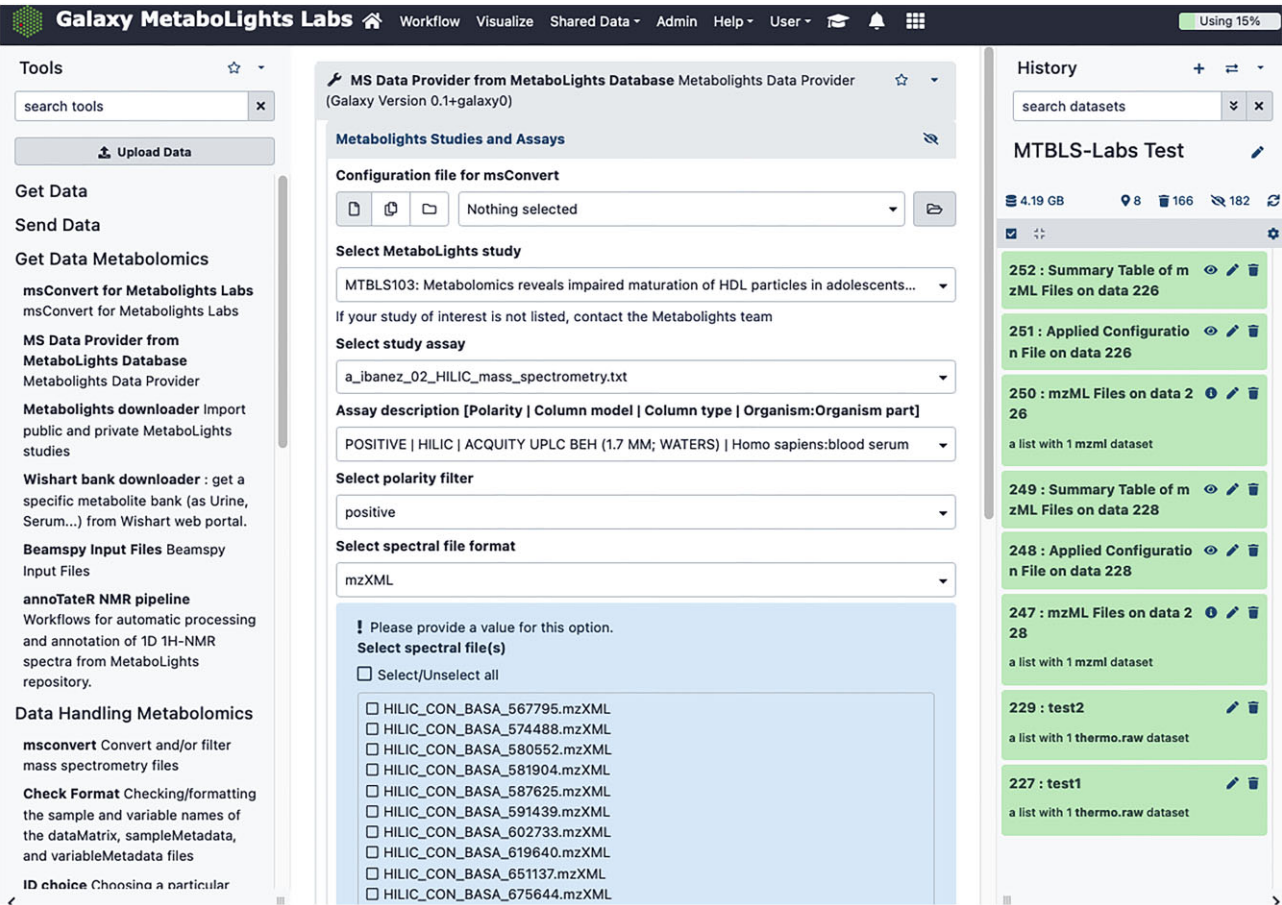 Galaxy MetaboLights Labs Workflow Visualize Shared Data Admin Help User Using 15%
Tools
search tools
Upload Data
Get Data
Send Data
Get Data Metabolomics
msConvert for Metabolights Labs
msConvert for Metabolights Labs
MS Data Provider from
MetaboLights Database
Metabolights Data Provider
Metabolights downloader Import
public and private MetaboLights
studies
Wishart bank downloader : get a
specific metabolite bank (as Urine,
Serum...) from Wishart web portal.
Beamspy Input Files Beamspy
Input Files
annoTateR NMR pipeline
Workflows for automatic processing
and annotation of 1D 1H-NMR
spectra from MetaboLights
repository.
Data Handling Metabolomics
msconvert Convert and/or filter
mass spectrometry files
Check Format Checking/formatting
the sample and variable names of
the dataMatrix, sampleMetadata,
and variableMetadata files
ID choice Choosing a particular
MS Data Provider from MetaboLights Database Metabolights Data Provider
(Galaxy Version 0.1+galaxy0)
Metabolights Studies and Assays
Configuration file for msConvert
Nothing selected
Select MetaboLights study
MTBLS103: Metabolomics reveals impaired maturation of HDL particles in adolescents...
If your study of interest is not listed, contact the Metabolights team
Select study assay
a_ibanez_02_HILIC_mass_spectrometry.txt
Assay description [Polarity | Column model | Column type | Organism:Organism part]
POSITIVE | HILIC | ACQUITY UPLC BEH (1.7 MM; WATERS) | Homo sapiens:blood serum
Select polarity filter
positive
Select spectral file format
mzXML
! Please provide a value for this option.
Select spectral file(s)
Select/Unselect all
HILIC_CON_BASA_567795.mzXML
HILIC_CON_BASA_574488.mzXML
HILIC_CON_BASA_580552.mzXML
HILIC_CON_BASA_581904.mzXML
HILIC_CON_BASA_587625.mzXML
HILIC_CON_BASA_591439.mzXML
HILIC_CON_BASA_602733.mzXML
HILIC_CON_BASA_619640.mzXML
HILIC_CON_BASA_651137.mzXML
HILIC_CON_BASA_675644.mzXML
History
search datasets
MTBLS-Labs Test
4.19 GB 8 166 182
252 : Summary Table of m
zML Files on data 226
251 : Applied Configuratio
n File on data 226
250 : mzML Files on data 2
26
a list with 1 mzml dataset
249 : Summary Table of m
zML Files on data 228
248 : Applied Configuratio
n File on data 228
247 : mzML Files on data 2
28
a list with 1 mzml dataset
229 : test2
a list with 1 thermo.raw dataset
227 : test1
a list with 1 thermo.raw dataset